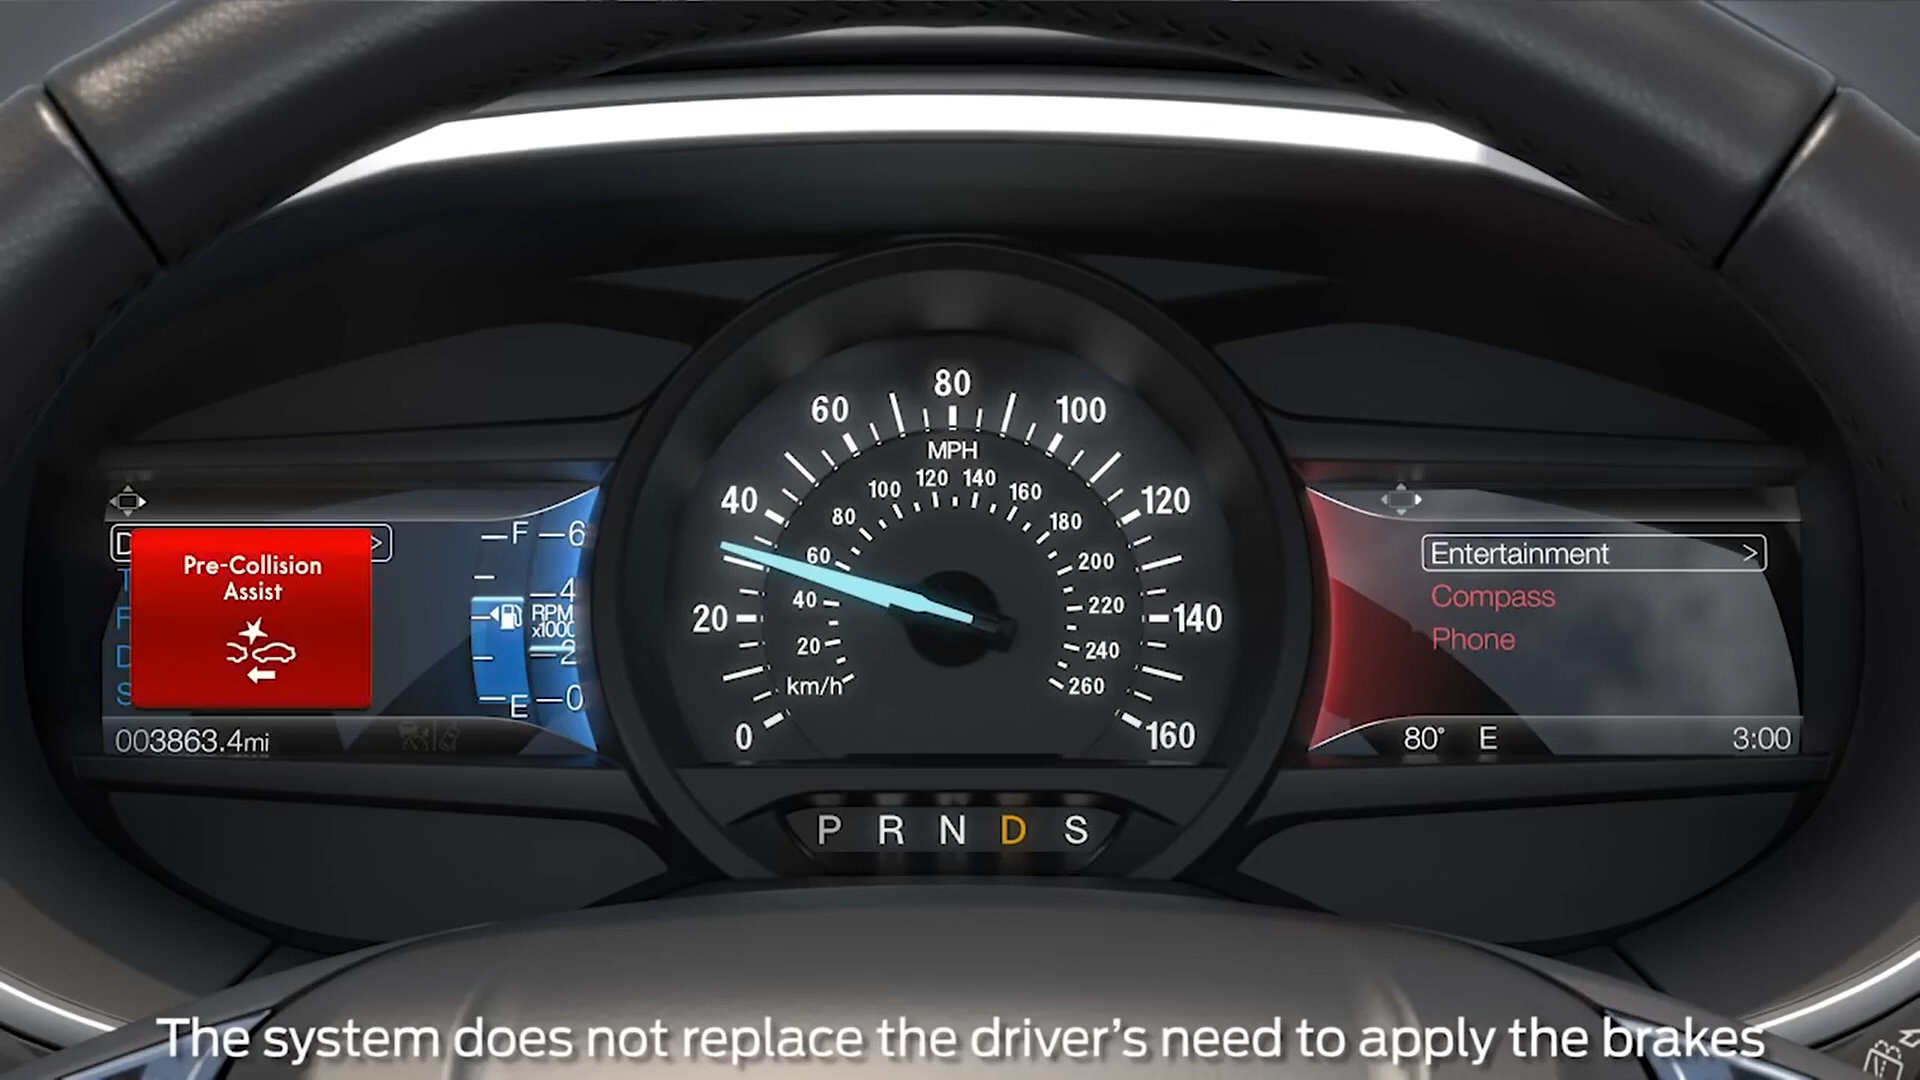 D >
Pre-Collision
Assist
T
F
D
S
003863.4mi
F
E
6
4
RPM
x1000
2
0
0
20
40
60
80
100
120
140
160
MPH
20
40
60
80
100
120
140
160
180
200
220
240
260
km/h
P R N D S
Entertainment >
Compass
Phone
80° E
3:00
The system does not replace the driver's need to apply the brakes